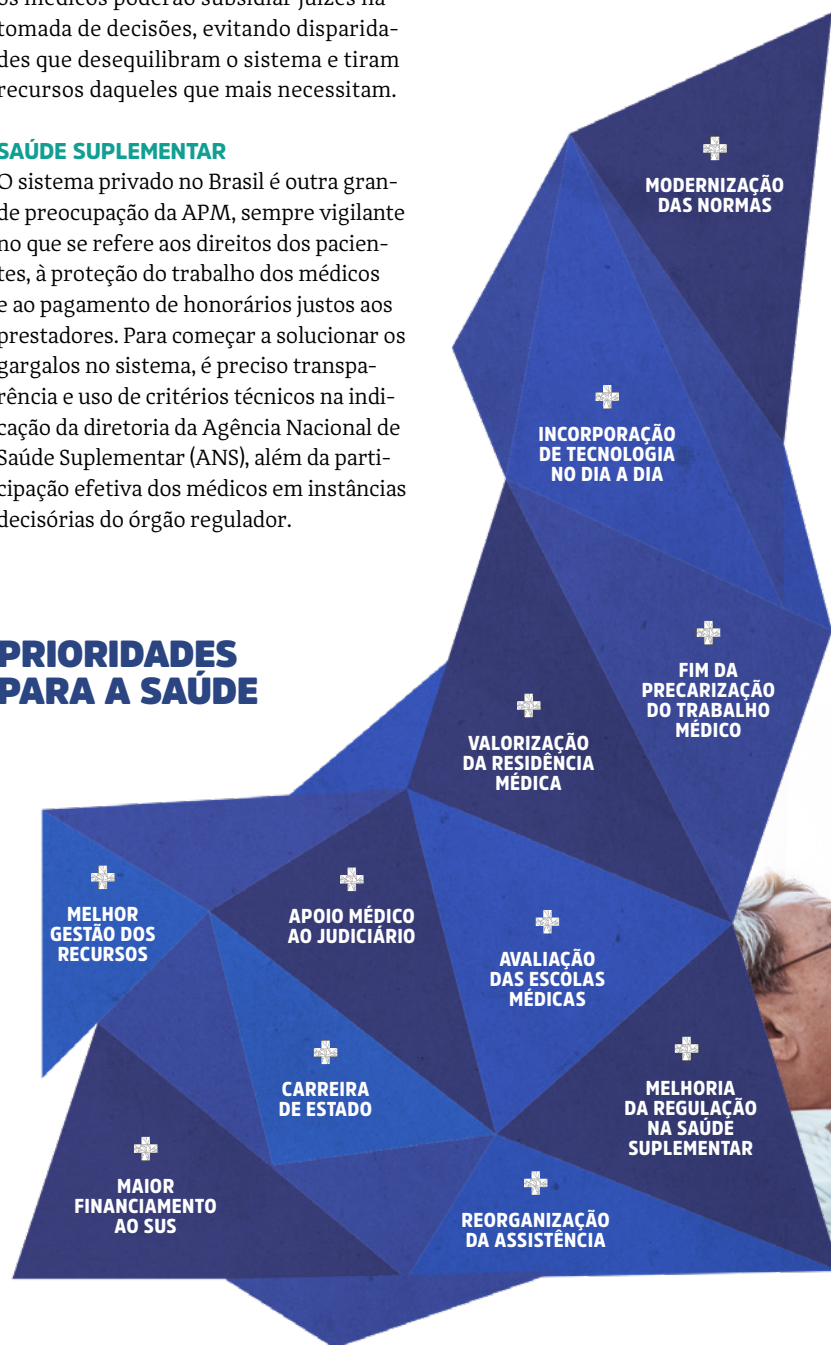 os médicos poderão subsidiar juízes na
tomada de decisões, evitando disparida-
des que desequilibram o sistema e tiram
recursos daqueles que mais necessitam.
SAÚDE SUPLEMENTAR
O sistema privado no Brasil é outra gran-
de preocupação da APM, sempre vigilante
no que se refere aos direitos dos pacien-
tes, à proteção do trabalho dos médicos
e ao pagamento de honorários justos aos
prestadores. Para começar a solucionar os
gargalos no sistema, é preciso transpa-
rência e uso de critérios técnicos na indi-
cação da diretoria da Agência Nacional de
Saúde Suplementar (ANS), além da parti-
cipação efetiva dos médicos em instâncias
decisórias do órgão regulador.
PRIORIDADES
PARA A SAÚDE
MODERNIZAÇÃO
DAS NORMAS
INCORPORAÇÃO
DE TECNOLOGIA
NO DIA A DIA
FIM DA
PRECARIZAÇÃO
DO TRABALHO
MÉDICO
VALORIZAÇÃO
DA RESIDÊNCIA
MÉDICA
MELHOR
GESTÃO DOS
RECURSOS
APOIO MÉDICO
AO JUDICIÁRIO
AVALIAÇÃO
DAS ESCOLAS
MÉDICAS
CARREIRA
DE ESTADO
MELHORIA
DA REGULAÇÃO
NA SAÚDE
SUPLEMENTAR
MAIOR
FINANCIAMENTO
AO SUS
REORGANIZAÇÃO
DA ASSISTÊNCIA